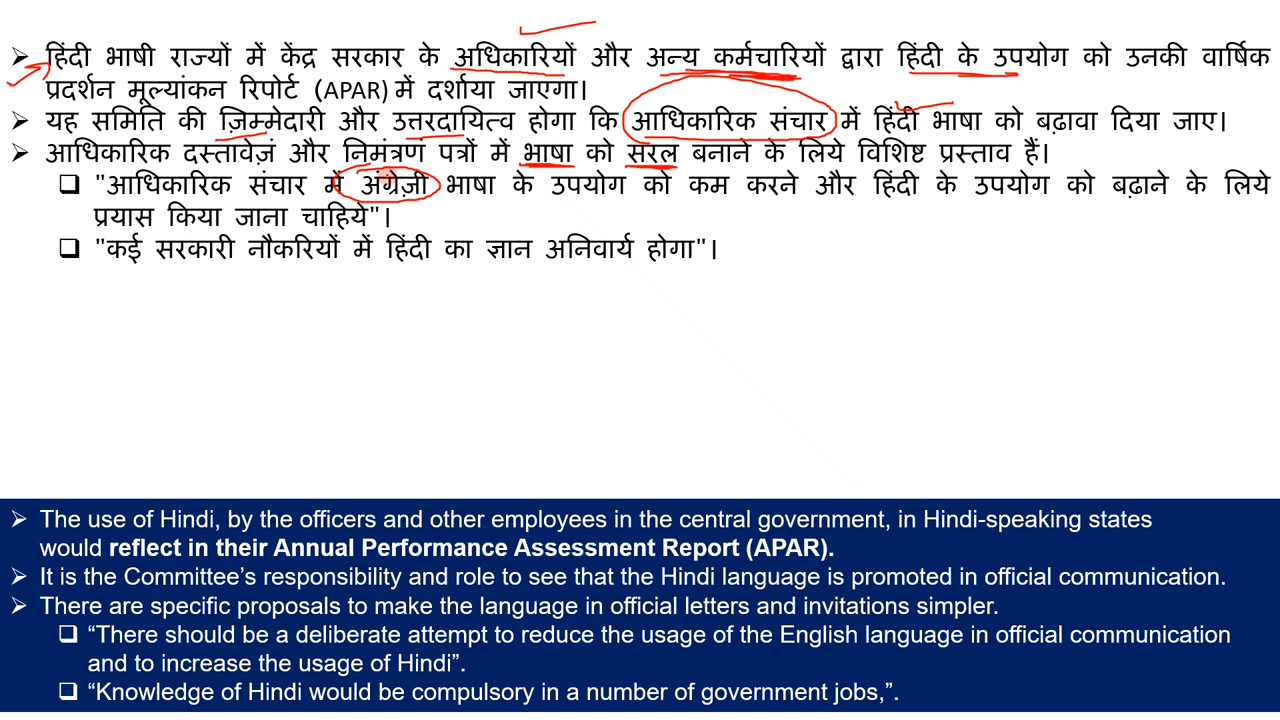 ➢ हिंदी भाषी राज्यों में केंद्र सरकार के अधिकारियों और अन्य कर्मचारियों द्वारा हिंदी के उपयोग को उनकी वार्षिक
प्रदर्शन मूल्यांकन रिपोर्ट (APAR) में दर्शाया जाएगा।
➢ यह समिति की ज़िम्मेदारी और उत्तरदायित्व होगा कि आधिकारिक संचार में हिंदी भाषा को बढ़ावा दिया जाए।
➢ आधिकारिक दस्तावेज़ं और निमंत्रणं पत्रों में भाषा को सरल बनाने के लिये विशिष्ट प्रस्ताव हैं।
❑ "आधिकारिक संचार में अंग्रेज़ी भाषा के उपयोग को कम करने और हिंदी के उपयोग को बढ़ाने के लिये
प्रयास किया जाना चाहिये"।
❑ "कई सरकारी नौकरियों में हिंदी का ज्ञान अनिवार्य होगा"।
➢ The use of Hindi, by the officers and other employees in the central government, in Hindi-speaking states
would reflect in their Annual Performance Assessment Report (APAR).
➢ It is the Committee’s responsibility and role to see that the Hindi language is promoted in official communication.
➢ There are specific proposals to make the language in official letters and invitations simpler.
❑ “There should be a deliberate attempt to reduce the usage of the English language in official communication
and to increase the usage of Hindi”.
❑ “Knowledge of Hindi would be compulsory in a number of government jobs,”.